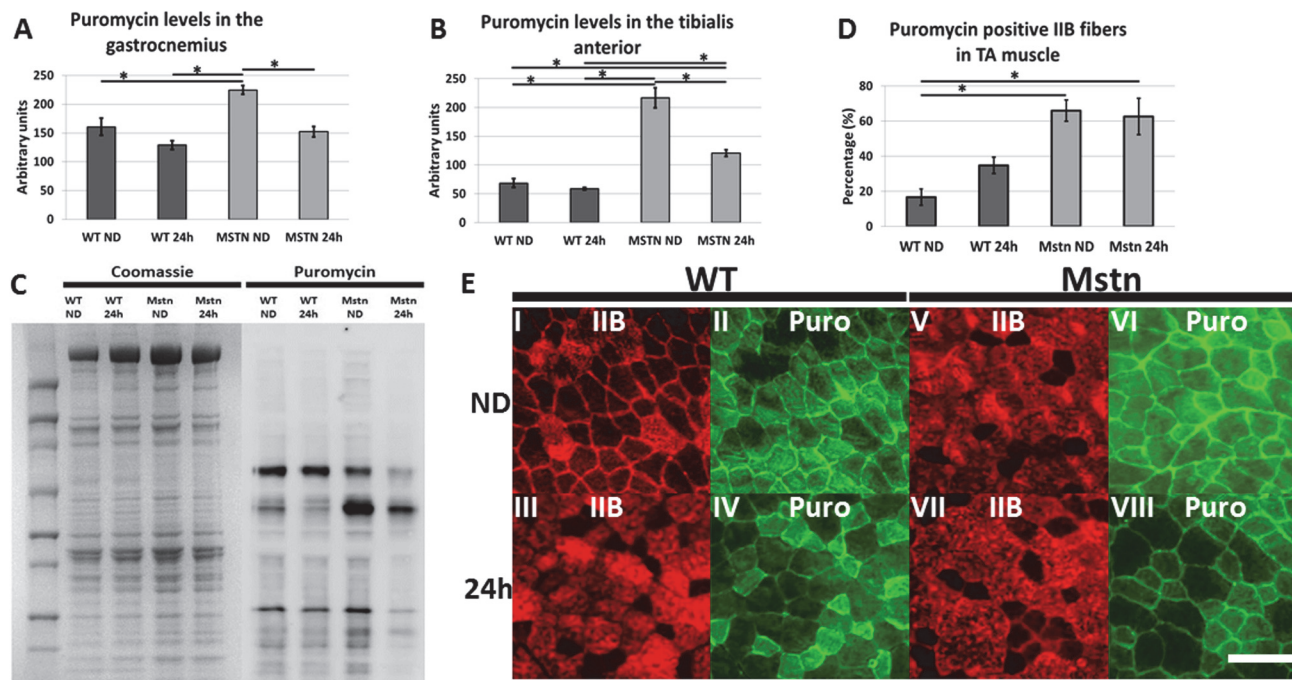 A
Puromycin levels in the
gastrocnemius
Arbitrary units
250
200
150
100
50
0
* * *
WT ND WT 24h MSTN ND MSTN 24h
B
Puromycin levels in the tibialis
anterior
Arbitrary units
250
200
150
100
50
0
* *
* * *
WT ND WT 24h MSTN ND MSTN 24h
D
Puromycin positive IIB fibers
in TA muscle
Percentage (%)
80
60
40
20
0
*
*
WT ND WT 24h Mstn ND Mstn 24h
C
Coomassie Puromycin
WT WT Mstn Mstn WT WT Mstn Mstn
ND 24h ND 24h ND 24h ND 24h
E
WT Mstn
I IIB II Puro V IIB VI Puro
ND
III IIB IV Puro VII IIB VIII Puro
24h